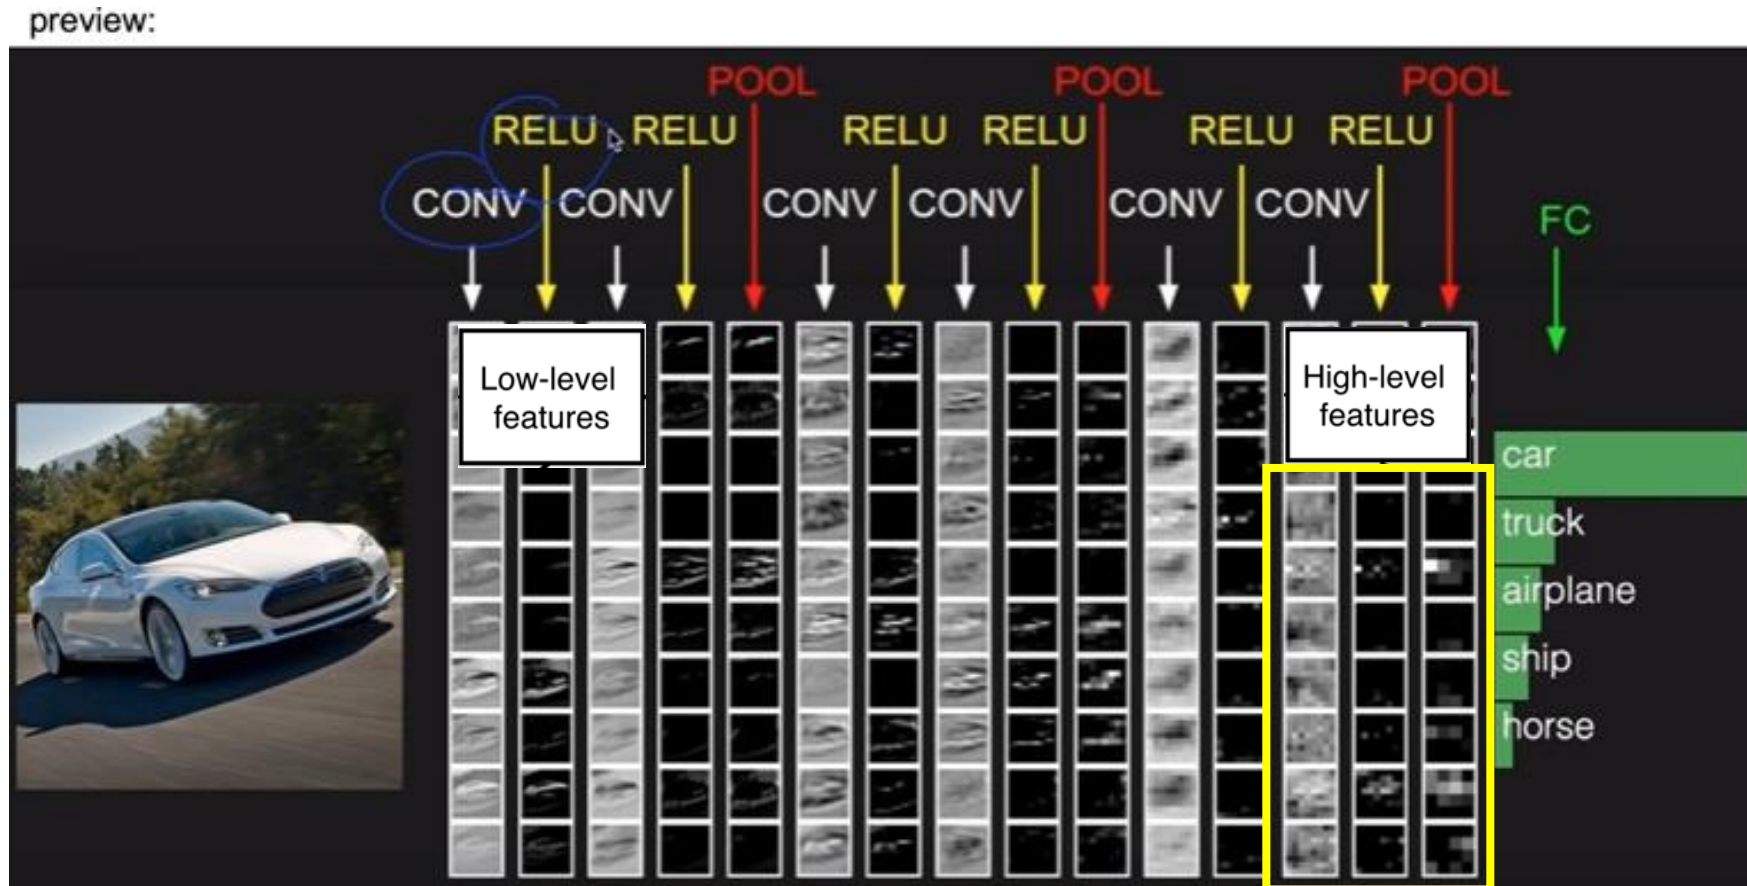 preview:
POOL POOL POOL
RELU RELU RELU RELU RELU RELU
CONV CONV CONV CONV CONV CONV
FC
Low-level
features
High-level
features
car
truck
airplane
ship
horse